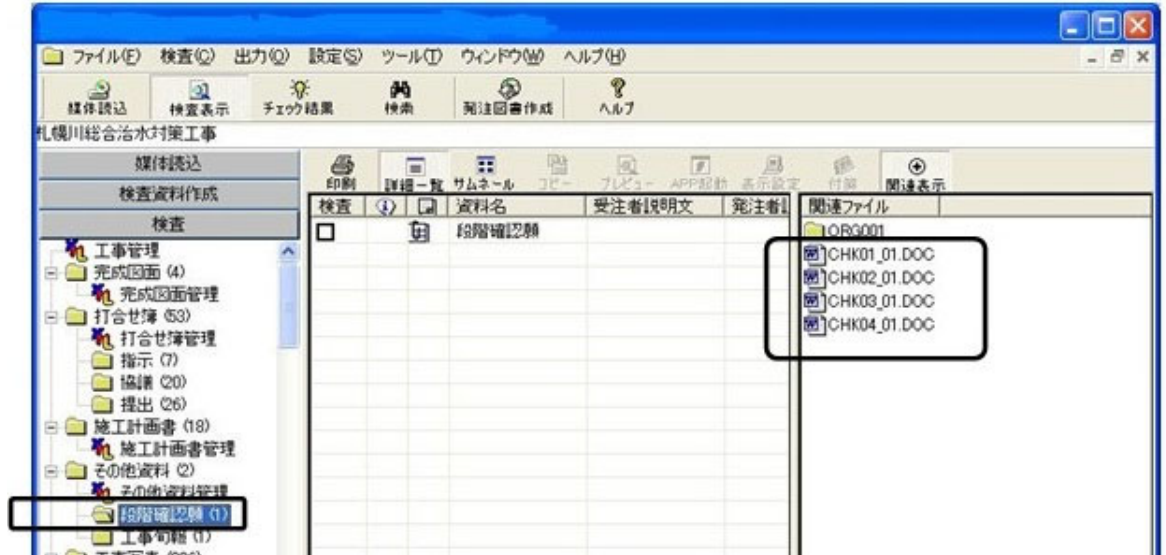 ファイル(F) 検査(C) 出力(O) 設定(S) ツール(T) ウィンドウ(W) ヘルプ(H)
媒体読込 検査表示 チェック結果 検索 発注図書作成 ヘルプ
札幌川総合治水対策工事
媒体読込
検査資料作成
検査
印刷 詳細一覧 サムネール コピー プレビュー APP起動 表示設定 付箋 関連表示
検査 資料名 受注者説明文 発注者 関連ファイル
段階確認願
ORG001
CHK01_01.DOC
CHK02_01.DOC
CHK03_01.DOC
CHK04_01.DOC
工事管理
完成図面 (4)
完成図面管理
打合せ簿 (53)
打合せ簿管理
指示 (7)
協議 (20)
提出 (26)
施工計画書 (18)
施工計画書管理
その他資料 (2)
その他資料管理
段階確認願 (1)
工事旬報 (1)